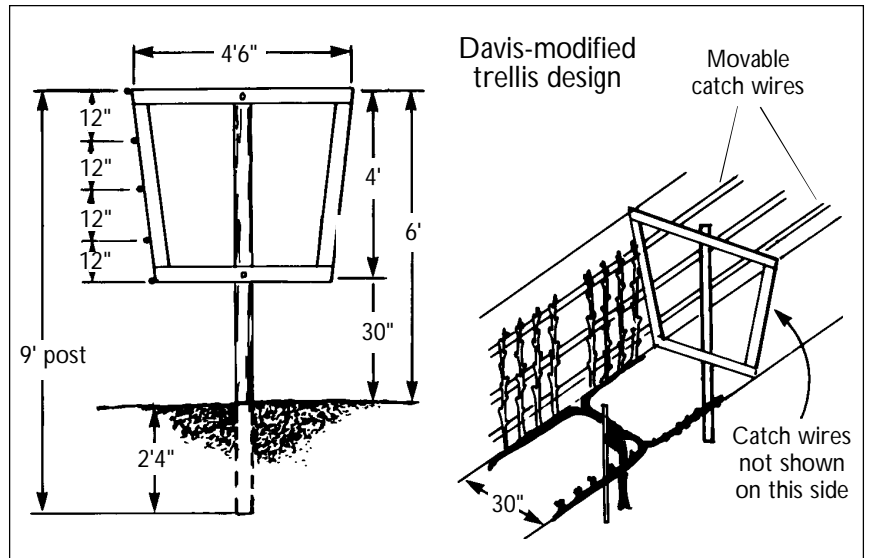 4'6"
Davis-modified
trellis design
Movable
catch wires
12"
12"
12"
12"
4'
6'
30"
9' post
2'4"
30"
Catch wires
not shown
on this side